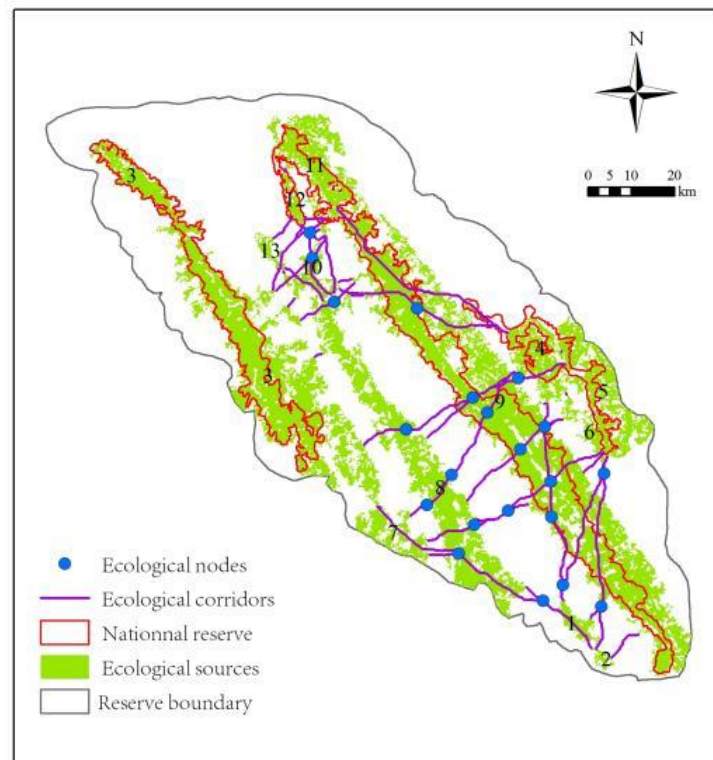 N
0 5 10 20
km
3
11
12
13
10
4
3
5
9
6
8
7
1
2
Ecological nodes
Ecological corridors
Nationnal reserve
Ecological sources
Reserve boundary